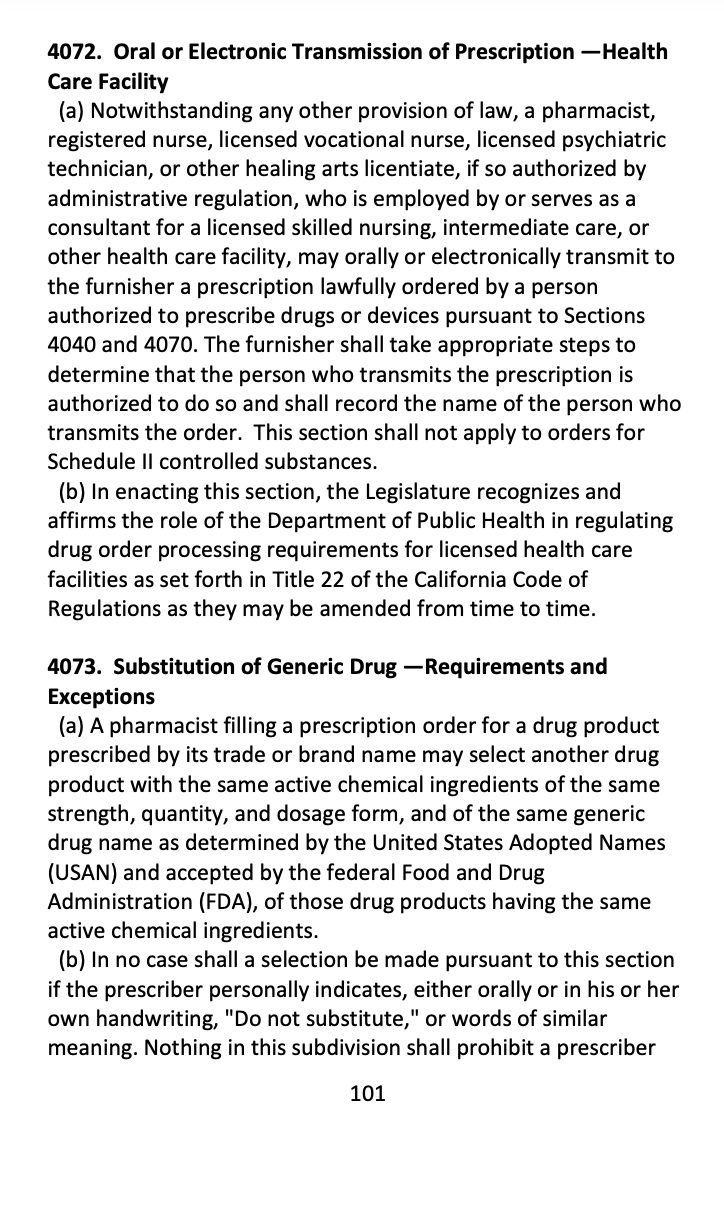 4072.  Oral or Electronic Transmission of Prescription —Health
Care Facility
(a) Notwithstanding any other provision of law, a pharmacist,
registered nurse, licensed vocational nurse, licensed psychiatric
technician, or other healing arts licentiate, if so authorized by
administrative regulation, who is employed by or serves as a
consultant for a licensed skilled nursing, intermediate care, or
other health care facility, may orally or electronically transmit to
the furnisher a prescription lawfully ordered by a person
authorized to prescribe drugs or devices pursuant to Sections
4040 and 4070. The furnisher shall take appropriate steps to
determine that the person who transmits the prescription is
authorized to do so and shall record the name of the person who
transmits the order.  This section shall not apply to orders for
Schedule II controlled substances.
(b) In enacting this section, the Legislature recognizes and
affirms the role of the Department of Public Health in regulating
drug order processing requirements for licensed health care
facilities as set forth in Title 22 of the California Code of
Regulations as they may be amended from time to time.
4073.  Substitution of Generic Drug —Requirements and
Exceptions
(a) A pharmacist filling a prescription order for a drug product
prescribed by its trade or brand name may select another drug
product with the same active chemical ingredients of the same
strength, quantity, and dosage form, and of the same generic
drug name as determined by the United States Adopted Names
(USAN) and accepted by the federal Food and Drug
Administration (FDA), of those drug products having the same
active chemical ingredients.
(b) In no case shall a selection be made pursuant to this section
if the prescriber personally indicates, either orally or in his or her
own handwriting, "Do not substitute," or words of similar
meaning. Nothing in this subdivision shall prohibit a prescriber
101